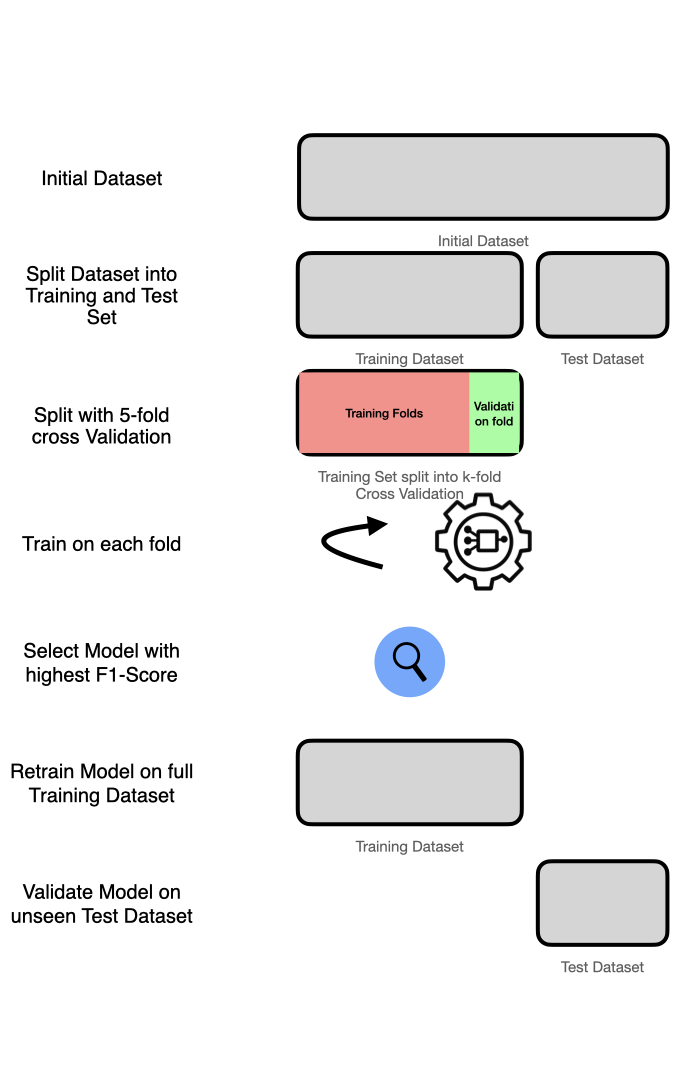 Initial Dataset
Initial Dataset
Split Dataset into
Training and Test
Set
Training Dataset
Test Dataset
Split with 5-fold
cross Validation
Training Folds
Validati
on fold
Training Set split into k-fold
Cross Validation
Train on each fold
Select Model with
highest F1-Score
Retrain Model on full
Training Dataset
Training Dataset
Validate Model on
unseen Test Dataset
Test Dataset